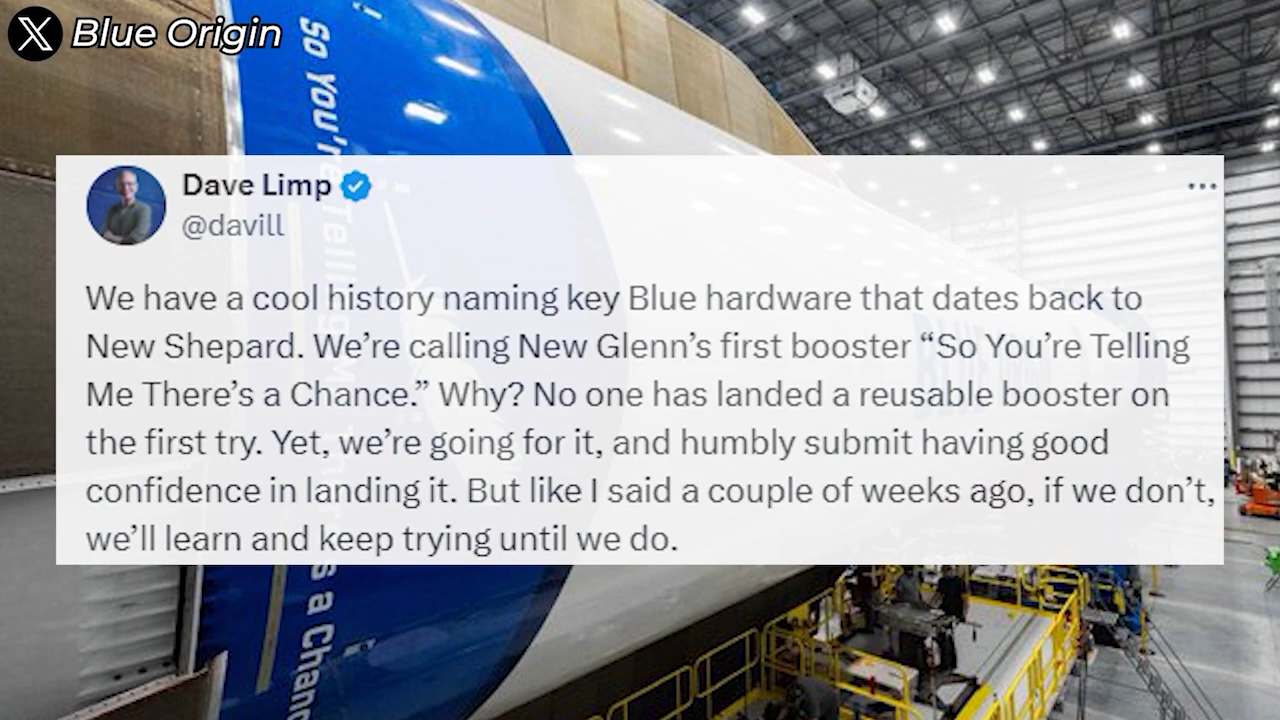 Blue Origin
So You're Telling
s a Chan
Dave Limp
@davill
We have a cool history naming key Blue hardware that dates back to
New Shepard. We’re calling New Glenn’s first booster “So You’re Telling
Me There’s a Chance.” Why? No one has landed a reusable booster on
the first try. Yet, we’re going for it, and humbly submit having good
confidence in landing it. But like I said a couple of weeks ago, if we don’t,
we’ll learn and keep trying until we do.